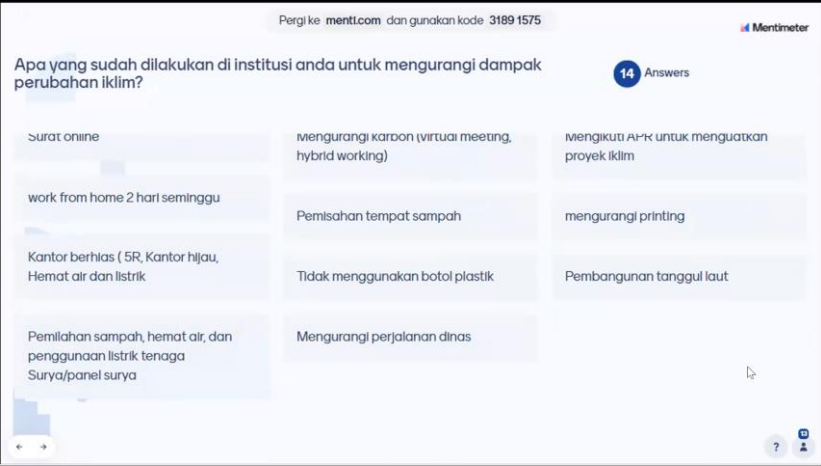 Pergi ke menti.com dan gunakan kode 3189 1575
Mentimeter
Apa yang sudah dilakukan di institusi anda untuk mengurangi dampak
perubahan iklim?
14 Answers
Surat online
work from home 2 hari seminggu
Kantor berhias ( 5R, Kantor hijau,
Hemat air dan listrik
Pemilahan sampah, hemat air, dan
penggunaan listrik tenaga
Surya/panel surya
Mengurangi karbon (virtual meeting,
hybrid working)
Pemisahan tempat sampah
Tidak menggunakan botol plastik
Mengurangi perjalanan dinas
Mengikuti APR untuk menguatkan
proyek iklim
mengurangi printing
Pembangunan tanggul laut
?
13